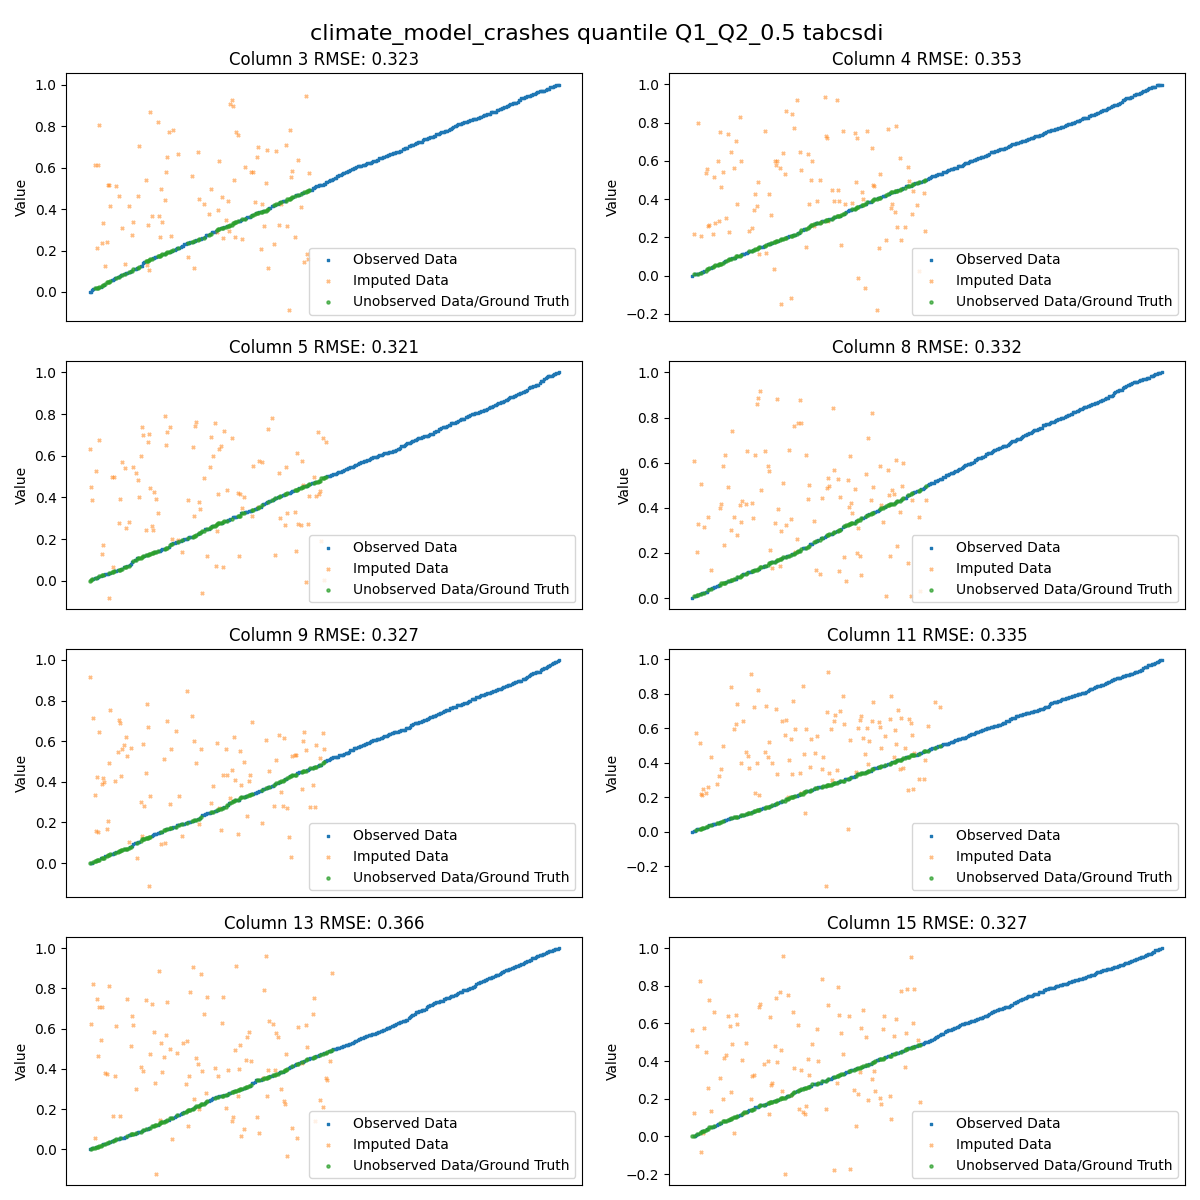 climate_model_crashes quantile Q1_Q2_0.5 tabcsdi
Column 3 RMSE: 0.323
1.0
0.8
0.6
0.4
0.2
0.0
Value
Observed Data
Imputed Data
Unobserved Data/Ground Truth
Column 4 RMSE: 0.353
1.0
0.8
0.6
0.4
0.2
0.0
−0.2
Value
Observed Data
Imputed Data
Unobserved Data/Ground Truth
Column 5 RMSE: 0.321
1.0
0.8
0.6
0.4
0.2
0.0
Value
Observed Data
Imputed Data
Unobserved Data/Ground Truth
Column 8 RMSE: 0.332
1.0
0.8
0.6
0.4
0.2
0.0
Value
Observed Data
Imputed Data
Unobserved Data/Ground Truth
Column 9 RMSE: 0.327
1.0
0.8
0.6
0.4
0.2
0.0
Value
Observed Data
Imputed Data
Unobserved Data/Ground Truth
Column 11 RMSE: 0.335
1.0
0.8
0.6
0.4
0.2
0.0
−0.2
Value
Observed Data
Imputed Data
Unobserved Data/Ground Truth
Column 13 RMSE: 0.366
1.0
0.8
0.6
0.4
0.2
0.0
Value
Observed Data
Imputed Data
Unobserved Data/Ground Truth
Column 15 RMSE: 0.327
1.0
0.8
0.6
0.4
0.2
0.0
−0.2
Value
Observed Data
Imputed Data
Unobserved Data/Ground Truth